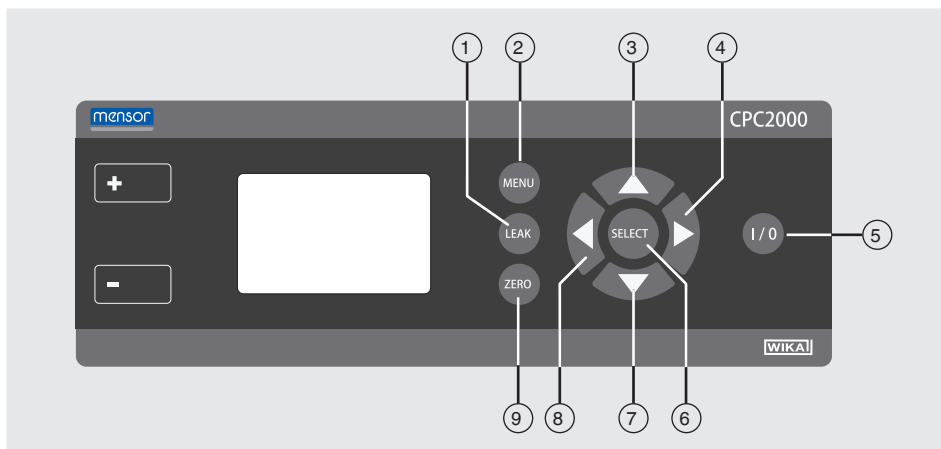 1 2 3 4
mensor CPC2000
+ MENU
LEAK SELECT I / 0 5
- ZERO
WIKA
9 8 7 6